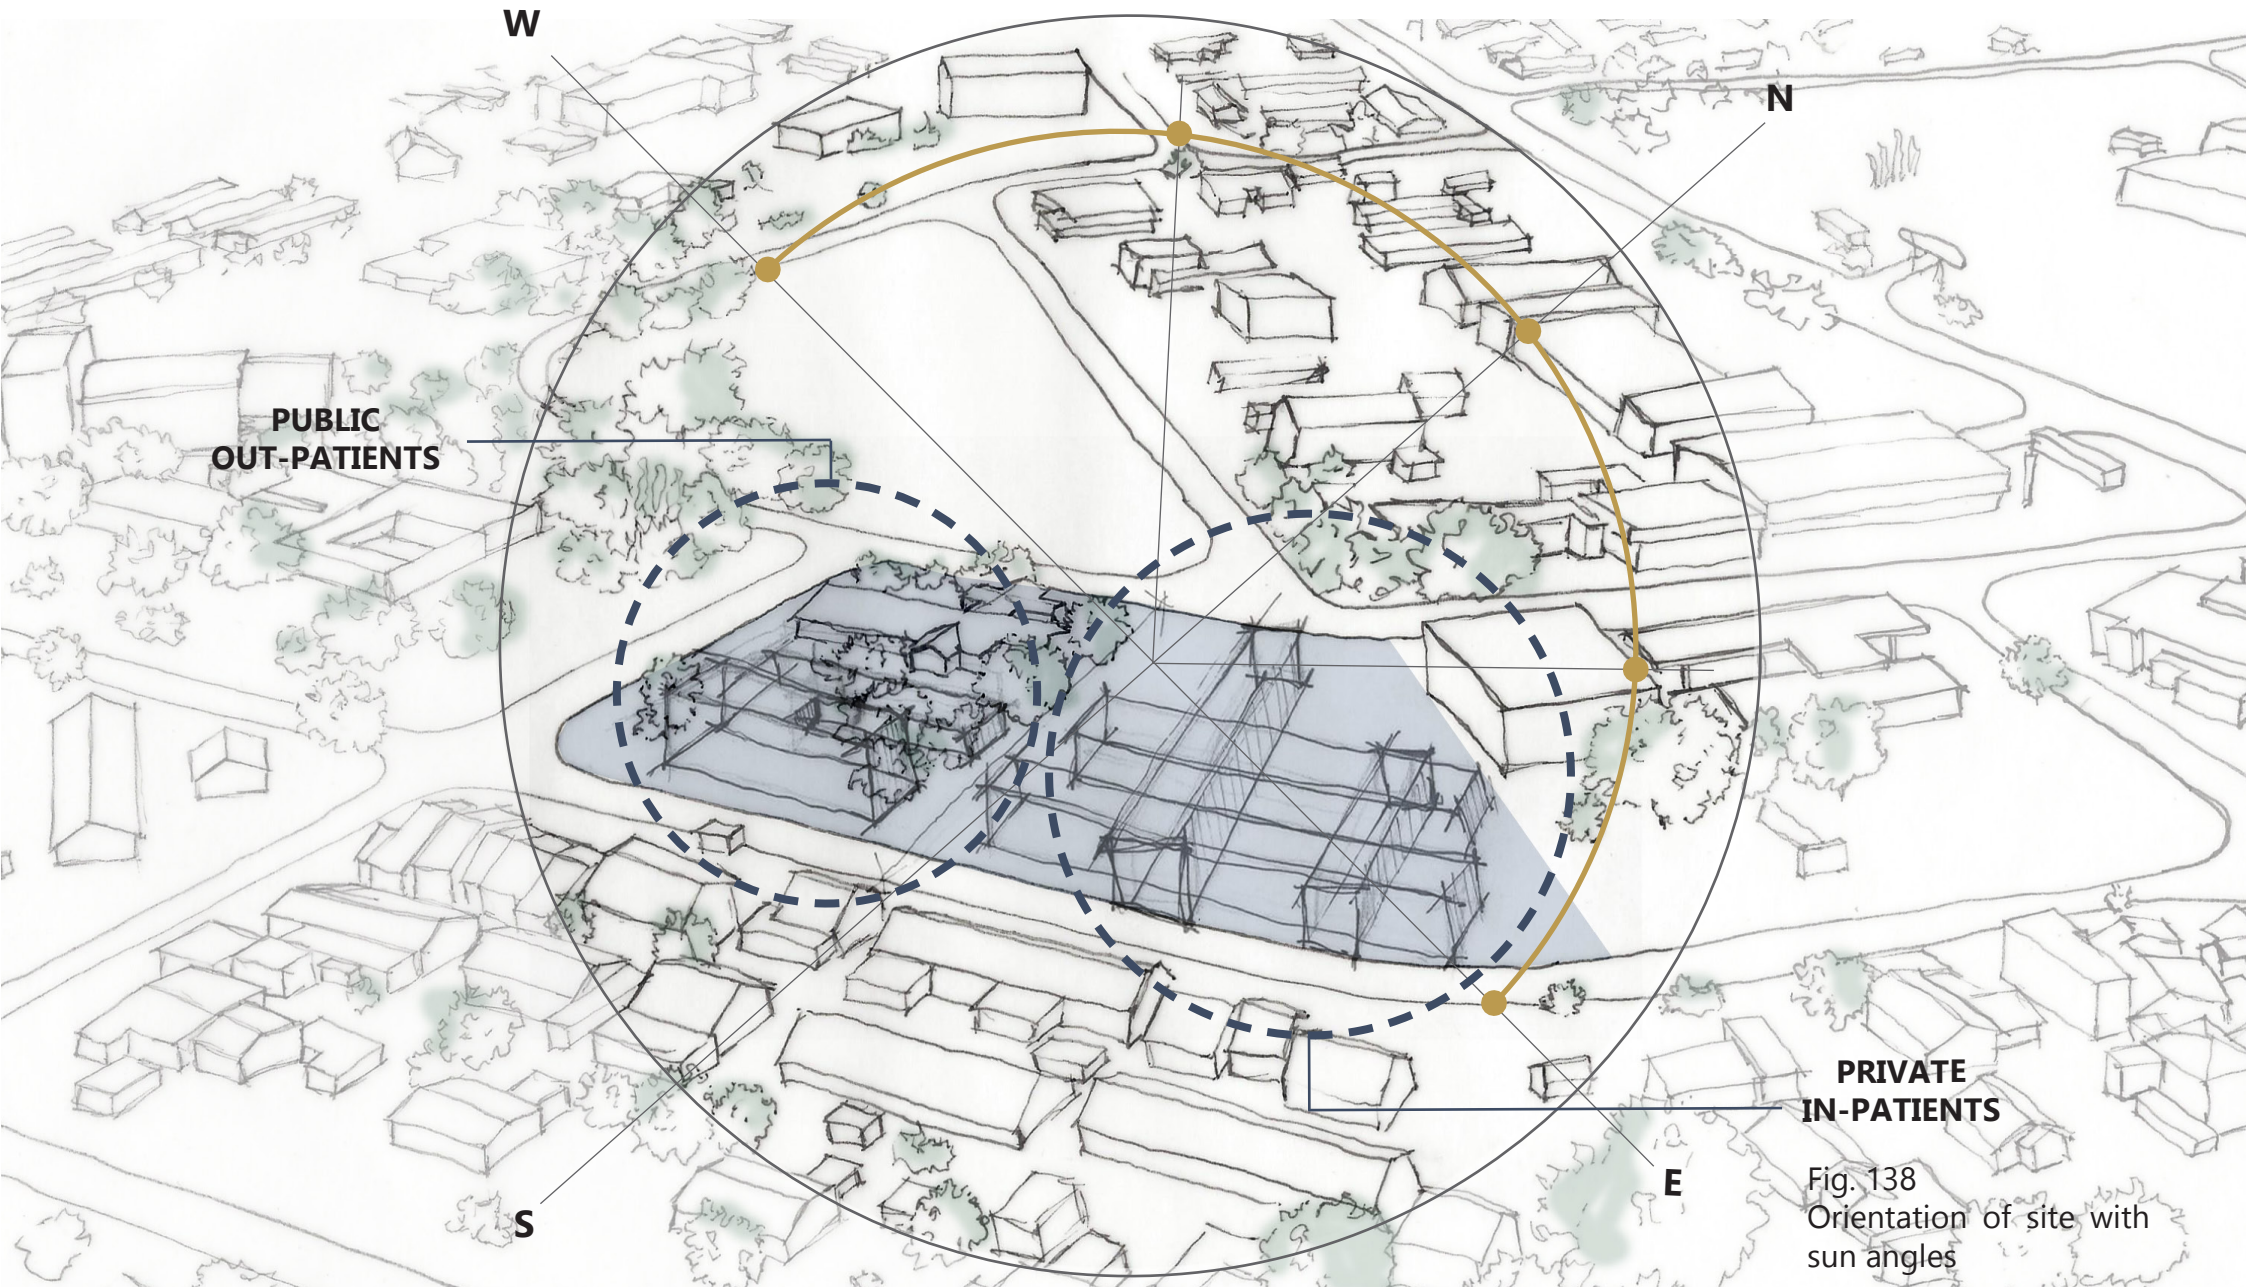 W
N
PUBLIC
OUT-PATIENTS
PRIVATE
IN-PATIENTS
E
S
Fig. 138
Orientation of site with
sun angles